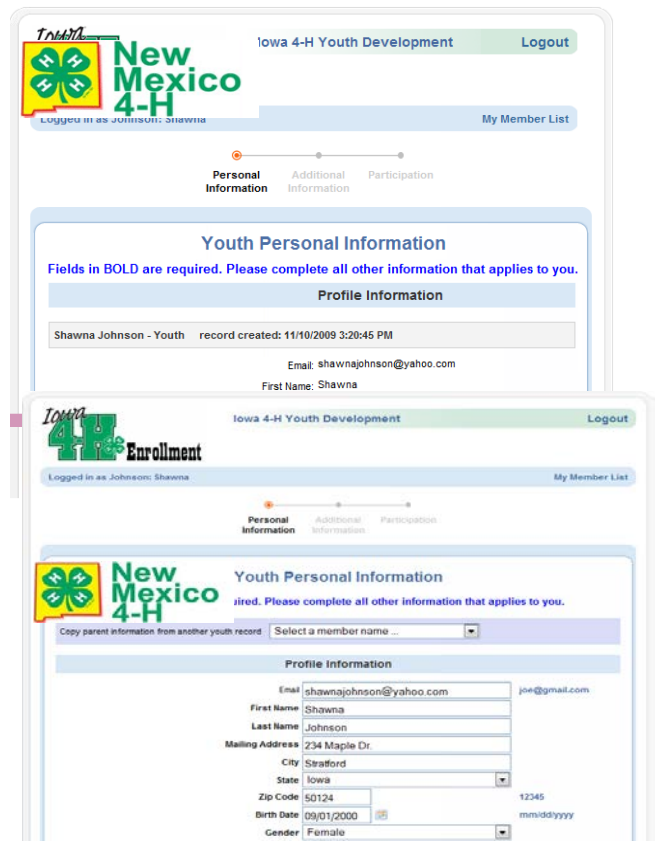 Iowa
New
Mexico
4-H
Iowa 4-H Youth Development
Logout
Logged in as Johnson: Shawna
My Member List
Personal
Information
Additional
Information
Participation
Youth Personal Information
Fields in BOLD are required. Please complete all other information that applies to you.
Profile Information
Shawna Johnson - Youth record created: 11/10/2009 3:20:45 PM
Email: shawnajohnson@yahoo.com
First Name: Shawna
Iowa
4-H
Enrollment
Iowa 4-H Youth Development
Logout
Logged in as Johnson: Shawna
My Member List
Personal
Information
Additional
Information
Participation
New
Mexico
4-H
Youth Personal Information
Please complete all other information that applies to you.
Copy parent information from another youth record Select a member name ...
Profile Information
Email shawnajohnson@yahoo.com joe@gmail.com
First Name Shawna
Last Name Johnson
Mailing Address 234 Maple Dr.
City Stratford
State Iowa
Zip Code 50124 12345
Birth Date 09/01/2000 mm/dd/yyyy
Gender Female